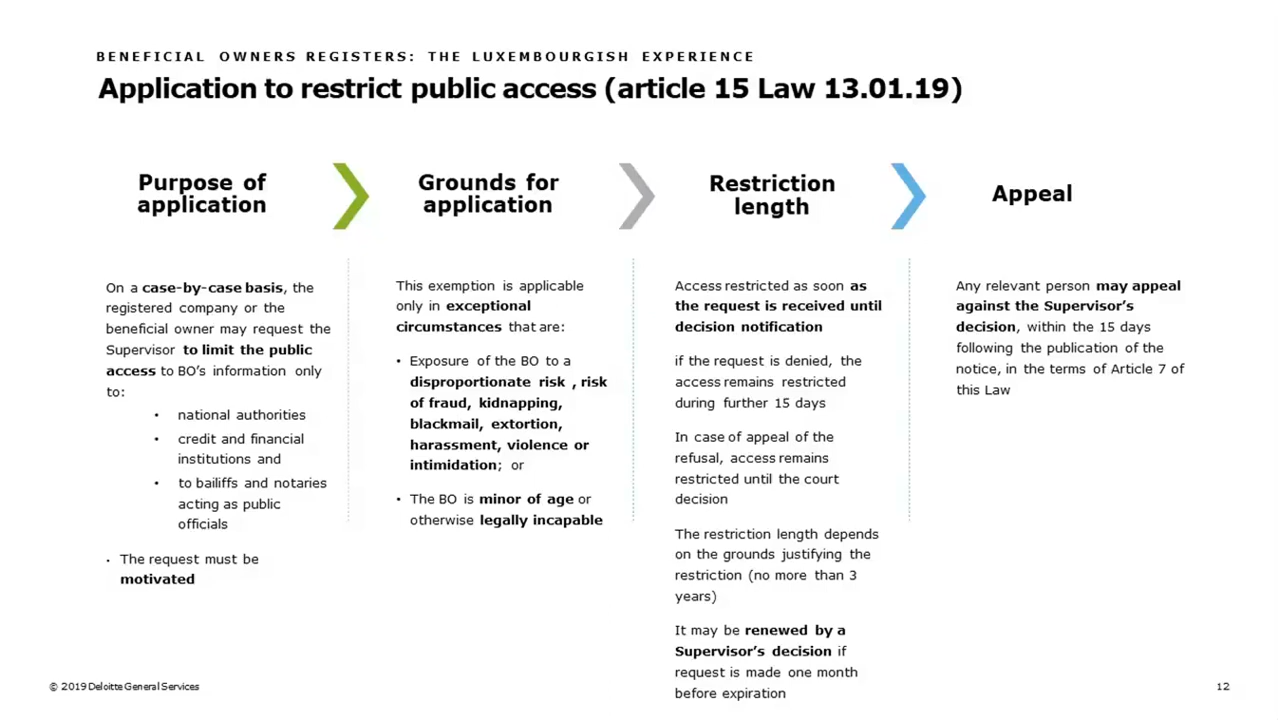 BENEFICIAL OWNERS REGISTERS: THE LUXEMBOURGISH EXPERIENCE
Application to restrict public access (article 15 Law 13.01.19)
Purpose of
application
On a case-by-case basis, the
registered company or the
beneficial owner may request the
Supervisor to limit the public
access to BO's information only
to:
• national authorities
• credit and financial
institutions and
• to bailiffs and notaries
acting as public
officials
• The request must be
motivated
Grounds for
application
This exemption is applicable
only in exceptional
circumstances that are:
• Exposure of the BO to a
disproportionate risk , risk
of fraud, kidnapping,
blackmail, extortion,
harassment, violence or
intimidation; or
• The BO is minor of age or
otherwise legally incapable
Restriction
length
Access restricted as soon as
the request is received until
decision notification
if the request is denied, the
access remains restricted
during further 15 days
In case of appeal of the
refusal, access remains
restricted until the court
decision
The restriction length depends
on the grounds justifying the
restriction (no more than 3
years)
It may be renewed by a
Supervisor's decision if
request is made one month
before expiration
Appeal
Any relevant person may appeal
against the Supervisor's
decision, within the 15 days
following the publication of the
notice, in the terms of Article 7 of
this Law
© 2019 Deloitte General Services
12